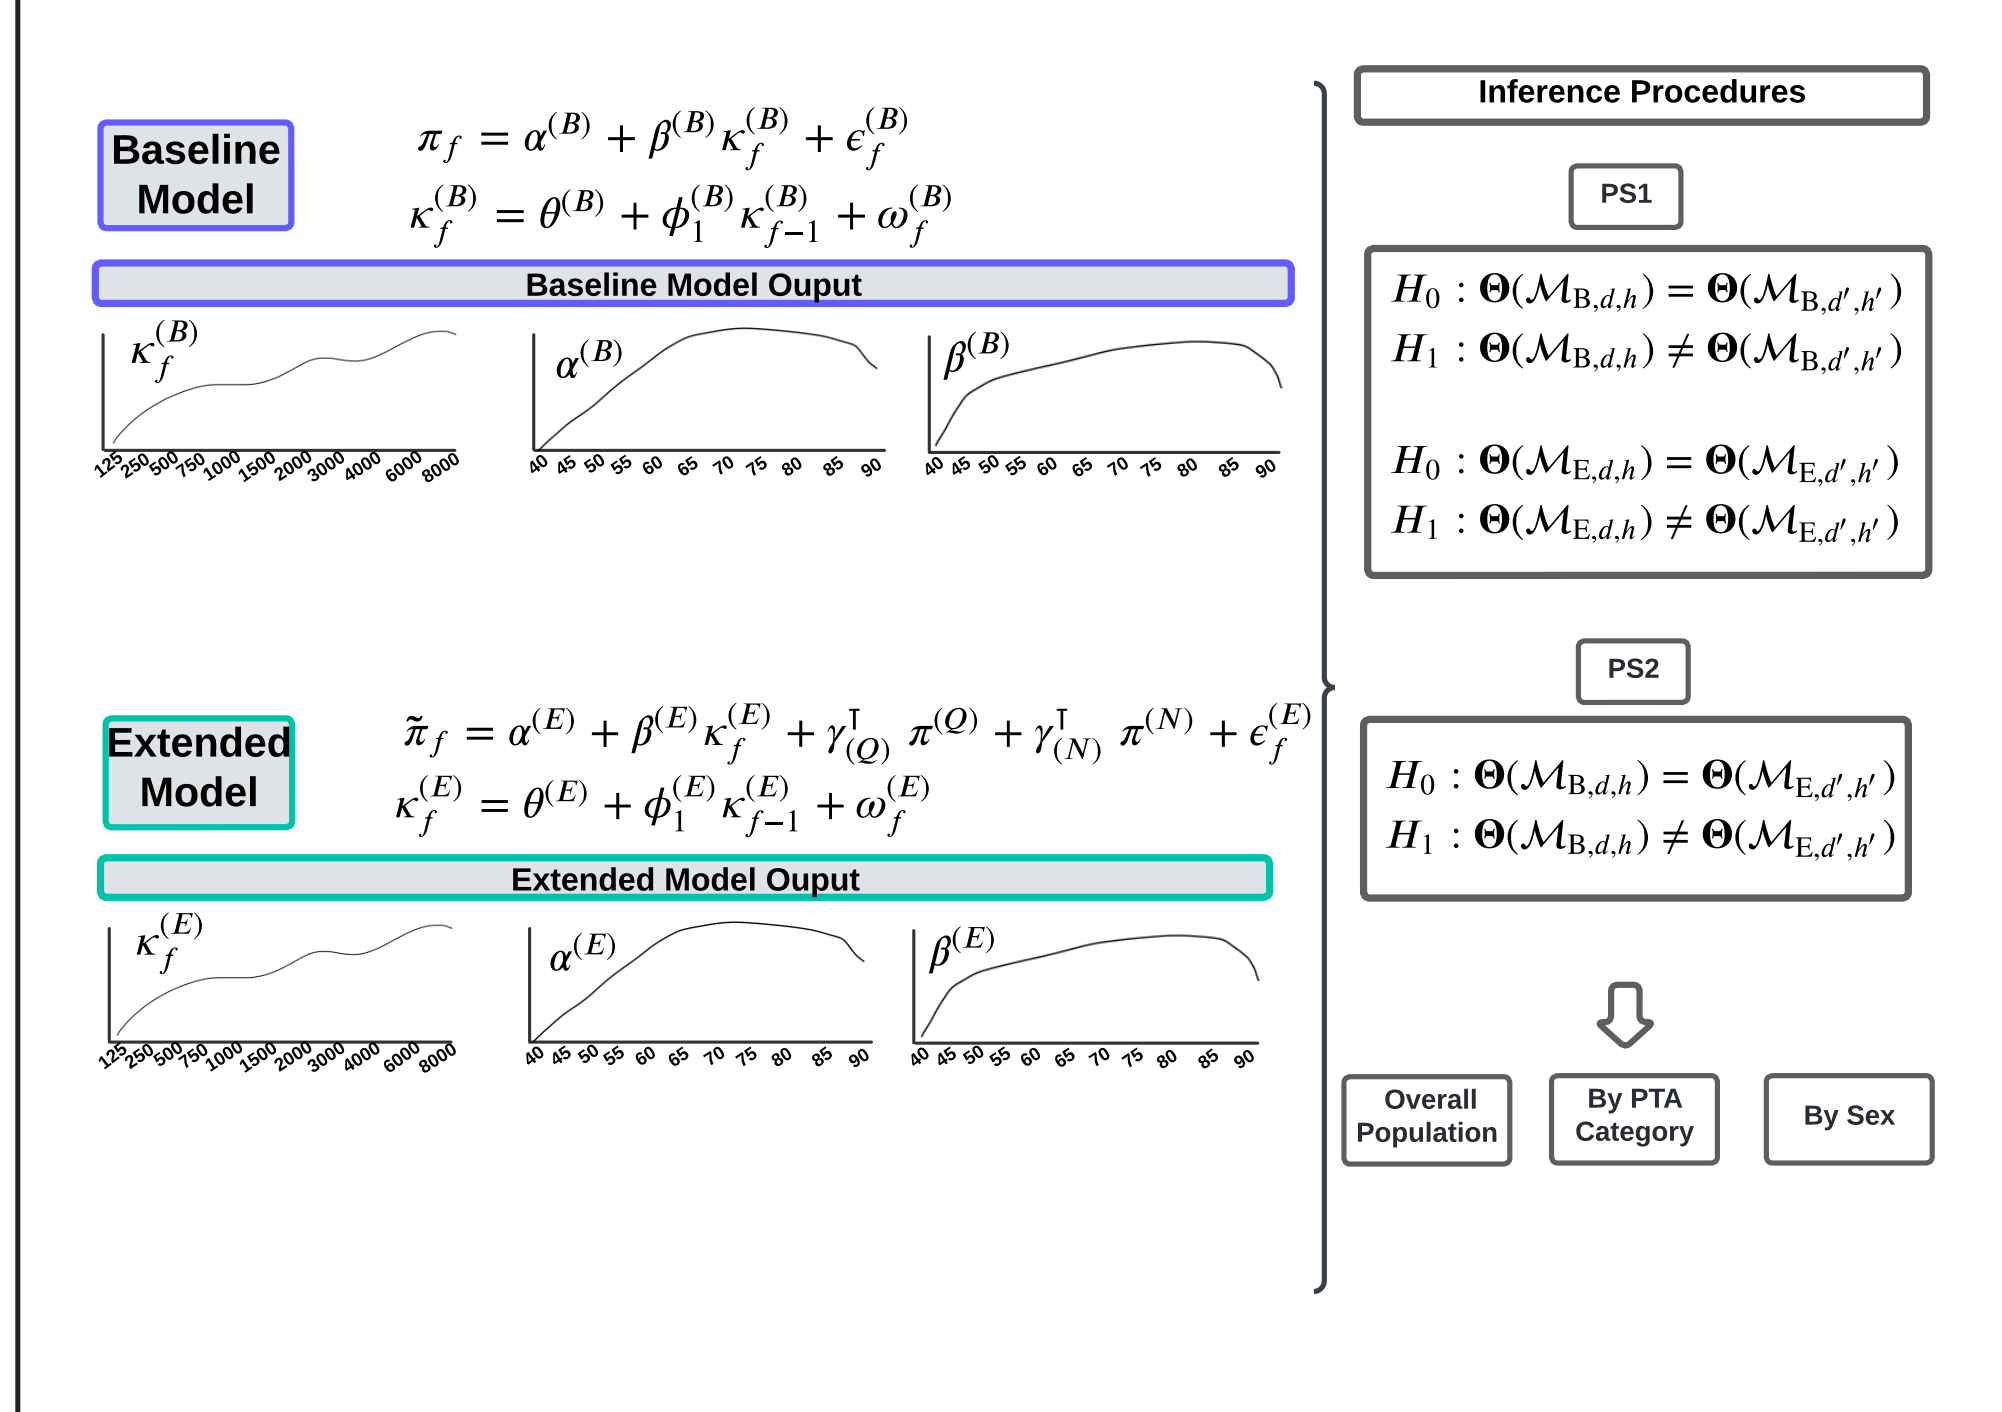 Baseline
Model
π_f = α^(B) + β^(B) κ_f^(B) + ϵ_f^(B)
κ_f^(B) = θ^(B) + ϕ_1^(B) κ_{f−1}^(B) + ω_f^(B)
Baseline Model Ouput
κ_f^(B)
125 250 500 750 1000 1500 2000 3000 4000 6000 8000
α^(B)
40 45 50 55 60 65 70 75 80 85 90
β^(B)
40 45 50 55 60 65 70 75 80 85 90
Extended
Model
π̃_f = α^(E) + β^(E) κ_f^(E) + γ_(Q)^⊤ π^(Q) + γ_(N)^⊤ π^(N) + ϵ_f^(E)
κ_f^(E) = θ^(E) + ϕ_1^(E) κ_{f−1}^(E) + ω_f^(E)
Extended Model Ouput
κ_f^(E)
125 250 500 750 1000 1500 2000 3000 4000 6000 8000
α^(E)
40 45 50 55 60 65 70 75 80 85 90
β^(E)
40 45 50 55 60 65 70 75 80 85 90
Inference Procedures
PS1
H_0 : Θ(ℳ_{B,d,h}) = Θ(ℳ_{B,d′,h′})
H_1 : Θ(ℳ_{B,d,h}) ≠ Θ(ℳ_{B,d′,h′})
H_0 : Θ(ℳ_{E,d,h}) = Θ(ℳ_{E,d′,h′})
H_1 : Θ(ℳ_{E,d,h}) ≠ Θ(ℳ_{E,d′,h′})
PS2
H_0 : Θ(ℳ_{B,d,h}) = Θ(ℳ_{E,d′,h′})
H_1 : Θ(ℳ_{B,d,h}) ≠ Θ(ℳ_{E,d′,h′})
Overall
Population
By PTA
Category
By Sex